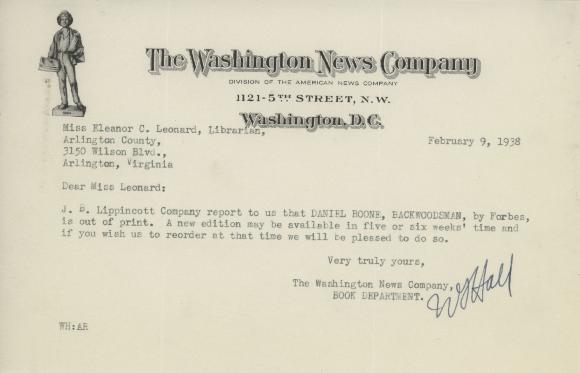 The Washington News Company
DIVISION OF THE AMERICAN NEWS COMPANY
1121-5TH STREET, N.W.
Washington, D.C.
Miss Eleanor C. Leonard, Librarian,
Arlington County,
3150 Wilson Blvd.,
Arlington, Virginia
February 9, 1938
Dear Miss Leonard:
J. B. Lippincott Company report to us that DANIEL BOONE, BACKWOODSMAN, by Forbes,
is out of print. A new edition may be available in five or six weeks' time and
if you wish us to reorder at that time we will be pleased to do so.
Very truly yours,
The Washington News Company,
BOOK DEPARTMENT.
W Hall
WH:AR